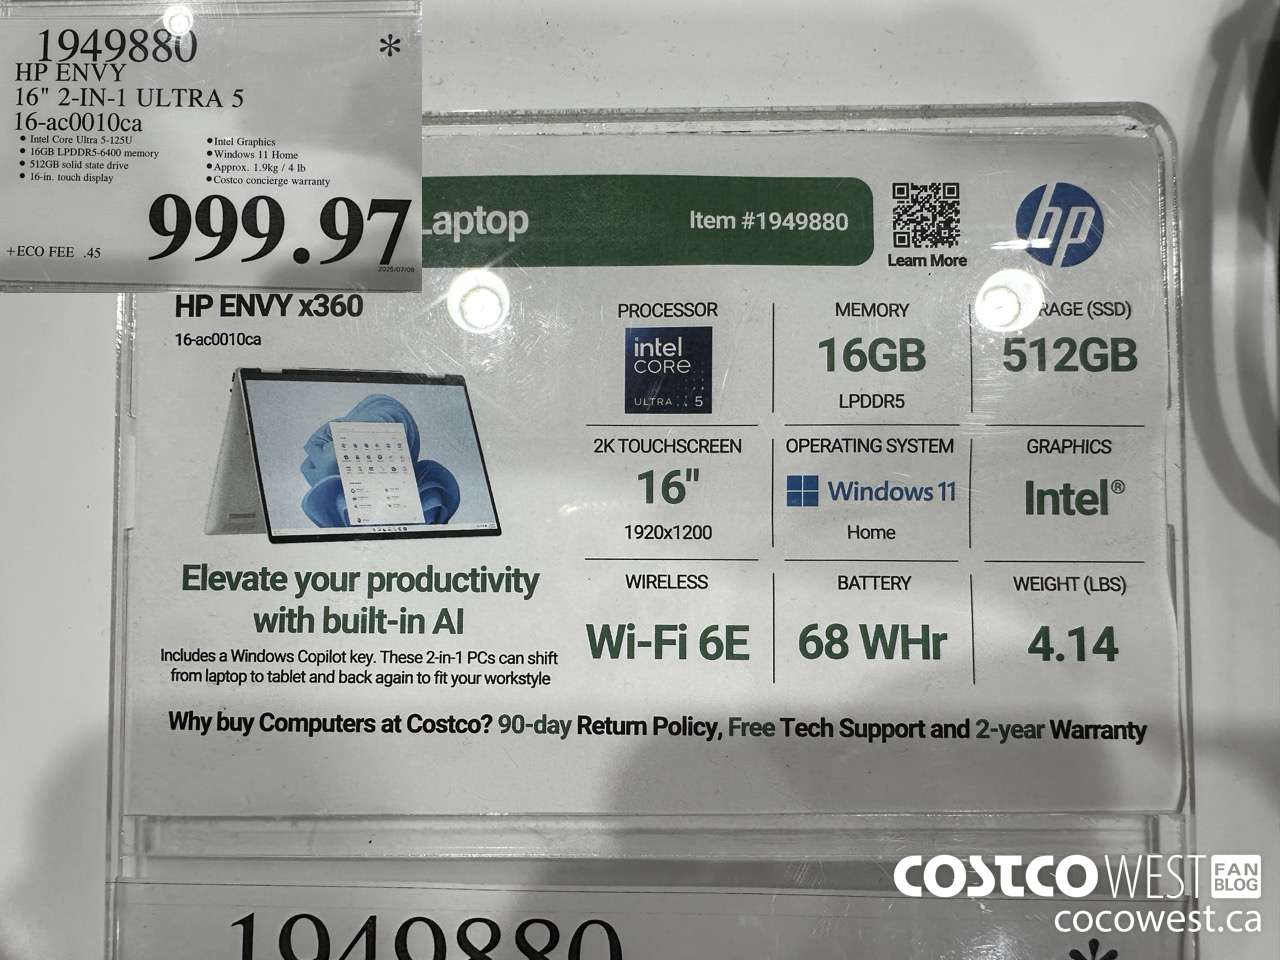 1949880 *
HP ENVY
16" 2-IN-1 ULTRA 5
16-ac0010ca
• Intel Core Ultra 5-125U
• 16GB LPDDR5-6400 memory
• 512GB solid state drive
• 16-in. touch display
• Intel Graphics
• Windows 11 Home
• Approx. 1.9kg / 4 lb
• Costco concierge warranty
999.97
+ECO FEE .45
Laptop
Item #1949880
Learn More
hp
HP ENVY x360
16-ac0010ca
PROCESSOR
intel
CORE
ULTRA 5
MEMORY
16GB
LPDDR5
RAGE (SSD)
512GB
2K TOUCHSCREEN
16"
1920x1200
OPERATING SYSTEM
Windows 11
Home
GRAPHICS
Intel®
WIRELESS
Wi-Fi 6E
BATTERY
68 WHr
WEIGHT (LBS)
4.14
Elevate your productivity
with built-in AI
Includes a Windows Copilot key. These 2-in-1 PCs can shift
from laptop to tablet and back again to fit your workstyle
Why buy Computers at Costco? 90-day Return Policy, Free Tech Support and 2-year Warranty
1949880 *
COSTCO WEST FAN BLOG
cocowest.ca